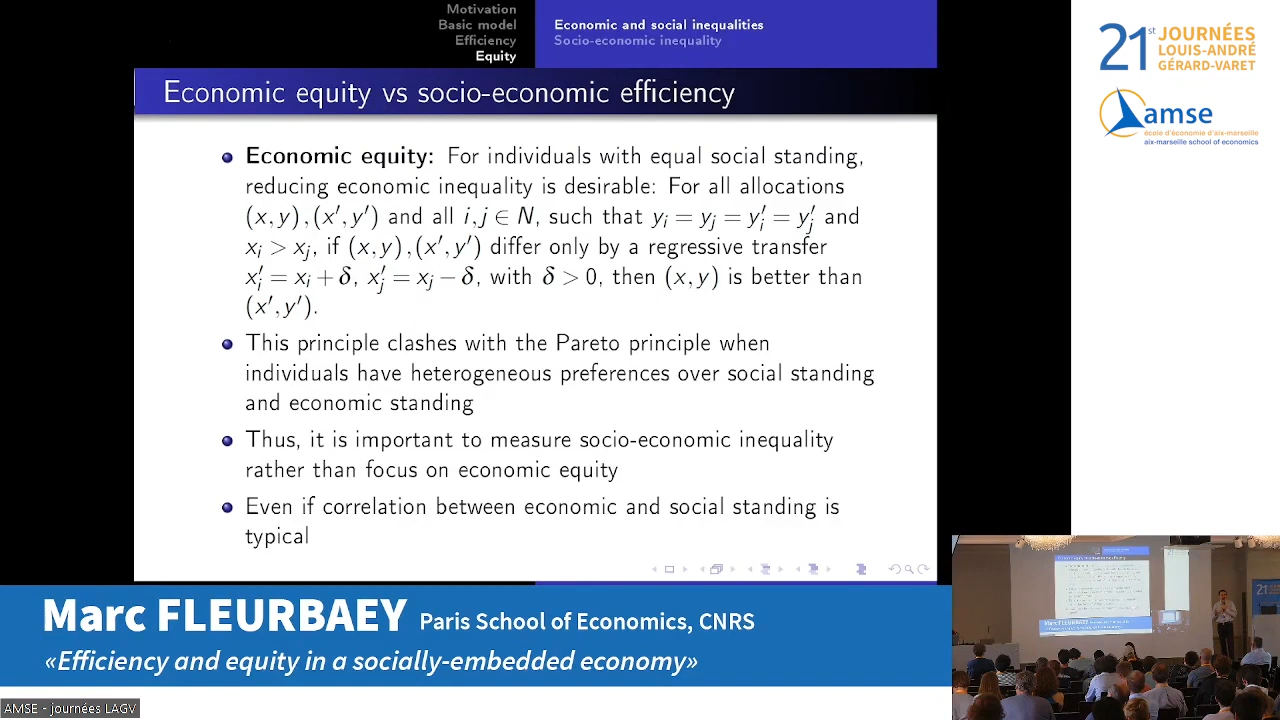 Motivation
Basic model
Efficiency
Equity
Economic and social inequalities
Socio-economic inequality
Economic equity vs socio-economic efficiency
Economic equity: For individuals with equal social standing,
reducing economic inequality is desirable: For all allocations
(x,y),(x′,y′) and all i,j ∈ N, such that yᵢ = yⱼ = y′ᵢ = y′ⱼ and
xᵢ > xⱼ, if (x,y),(x′,y′) differ only by a regressive transfer
x′ᵢ = xᵢ + δ, x′ⱼ = xⱼ − δ, with δ > 0, then (x,y) is better than
(x′,y′).
This principle clashes with the Pareto principle when
individuals have heterogeneous preferences over social standing
and economic standing
Thus, it is important to measure socio-economic inequality
rather than focus on economic equity
Even if correlation between economic and social standing is
typical
21st JOURNÉES
LOUIS-ANDRÉ
GÉRARD-VARET
amse
école d'économie d'aix-marseille
aix-marseille school of economics
Marc FLEURBAEY Paris School of Economics, CNRS
«Efficiency and equity in a socially-embedded economy»
AMSE - journées LAGV